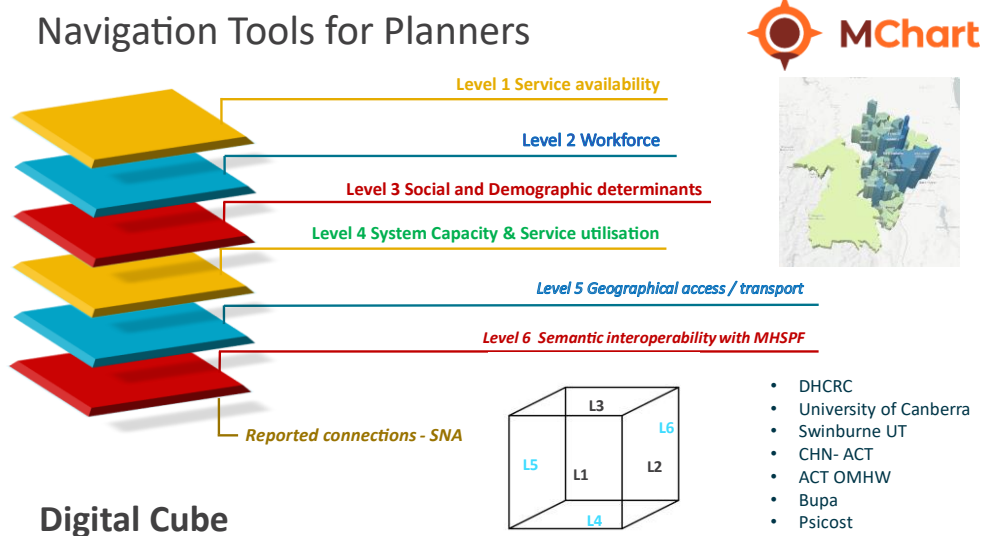 Navigation Tools for Planners
MChart
Level 1 Service availability
Level 2 Workforce
Level 3 Social and Demographic determinants
Level 4 System Capacity & Service utilisation
Level 5 Geographical access / transport
Level 6 Semantic interoperability with MHSPF
Reported connections - SNA
L3
L6
L5
L1
L2
L4
• DHCRC
• University of Canberra
• Swinburne UT
• CHN- ACT
• ACT OMHW
• Bupa
• Psicost
Digital Cube